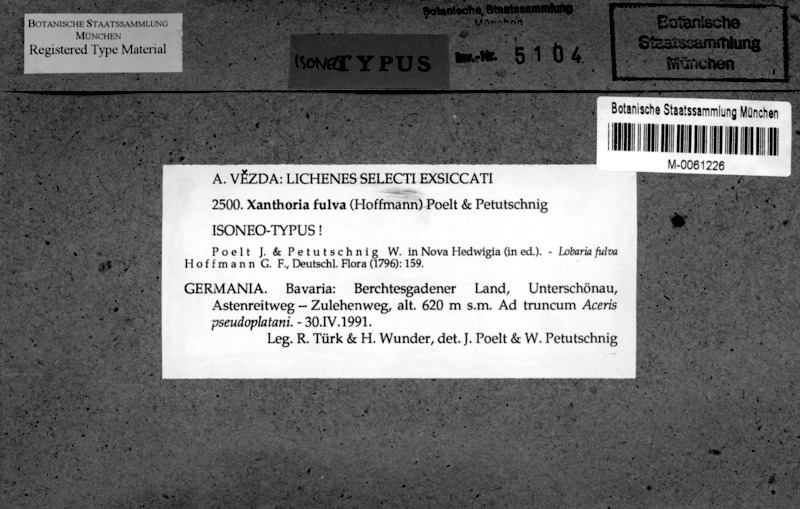 BOTANISCHE STAATSSAMMLUNG
MÜNCHEN
Registered Type Material
ISONEOTYPUS
Botanische Staatssammlung
München
Inv.-Nr. 5104
Botanische
Staatssammlung
München
Botanische Staatssammlung München
M-0061226
A. VĚZDA: LICHENES SELECTI EXSICCATI
2500. Xanthoria fulva (Hoffmann) Poelt & Petutschnig
ISONEO-TYPUS !
Poelt J. & Petutschnig W. in Nova Hedwigia (in ed.). - Lobaria fulva
Hoffmann G. F., Deutschl. Flora (1796): 159.
GERMANIA. Bavaria: Berchtesgadener Land, Unterschönau,
Astenreitweg – Zulehenweg, alt. 620 m s.m. Ad truncum Aceris
pseudoplatani. - 30.IV.1991.
Leg. R. Türk & H. Wunder, det. J. Poelt & W. Petutschnig